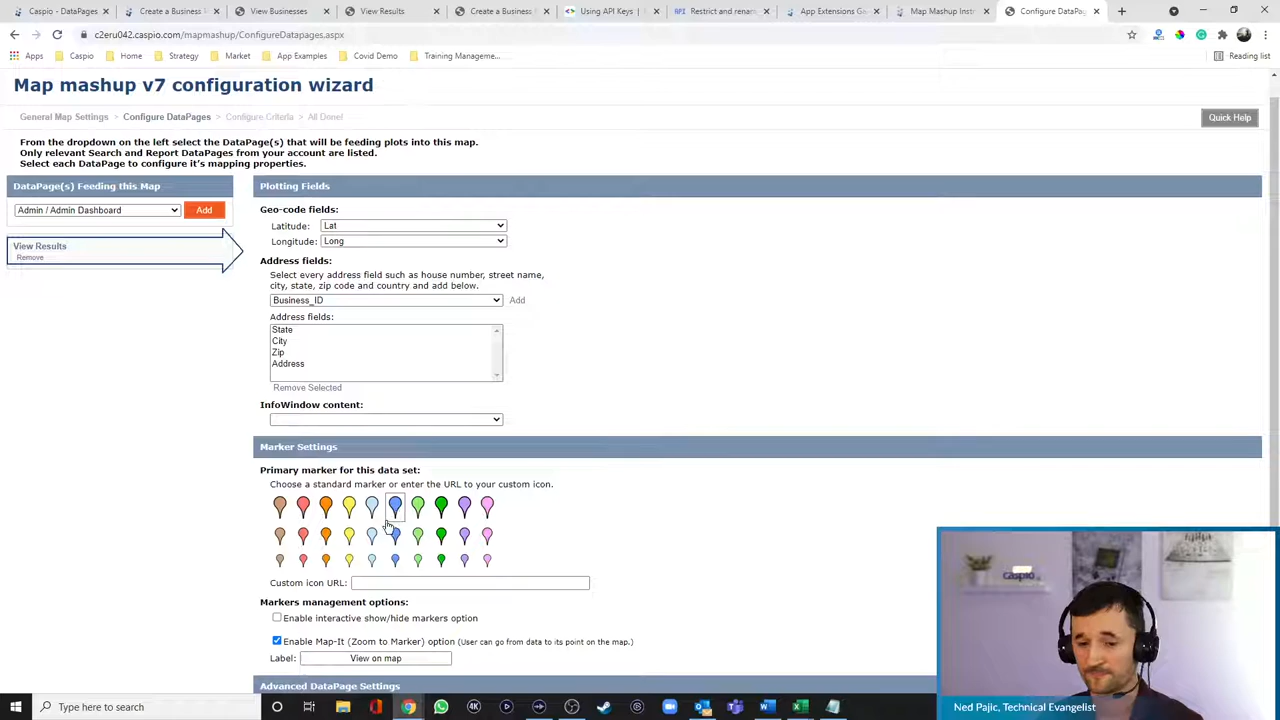 Caspio - DataPages
Create a Business
View Businesses
View Results
Create a Business
Using API Keys |
Restrict and renam
App Extensions Ga
Map Mashup Instr
Configure DataPag
c2eru042.caspio.com/mapmashup/ConfigureDatapages.aspx
Apps
Caspio
Home
Strategy
Market
App Examples
Covid Demo
Training Manageme...
Reading list
Map mashup v7 configuration wizard
General Map Settings > Configure DataPages > Configure Criteria > All Done!
Quick Help
From the dropdown on the left select the DataPage(s) that will be feeding plots into this map.
Only relevant Search and Report DataPages from your account are listed.
Select each DataPage to configure it's mapping properties.
DataPage(s) Feeding this Map
Admin / Admin Dashboard
Add
View Results
Remove
Plotting Fields
Geo-code fields:
Latitude: Lat
Longitude: Long
Address fields:
Select every address field such as house number, street name,
city, state, zip code and country and add below.
Business_ID
Add
Address fields:
State
City
Zip
Address
Remove Selected
InfoWindow content:
Marker Settings
Primary marker for this data set:
Choose a standard marker or enter the URL to your custom icon.
Custom icon URL:
Markers management options:
Enable interactive show/hide markers option
Enable Map-It (Zoom to Marker) option (User can go from data to its point on the map.)
Label: View on map
Advanced DataPage Settings
caspio
Ned Pajic, Technical Evangelist
Type here to search